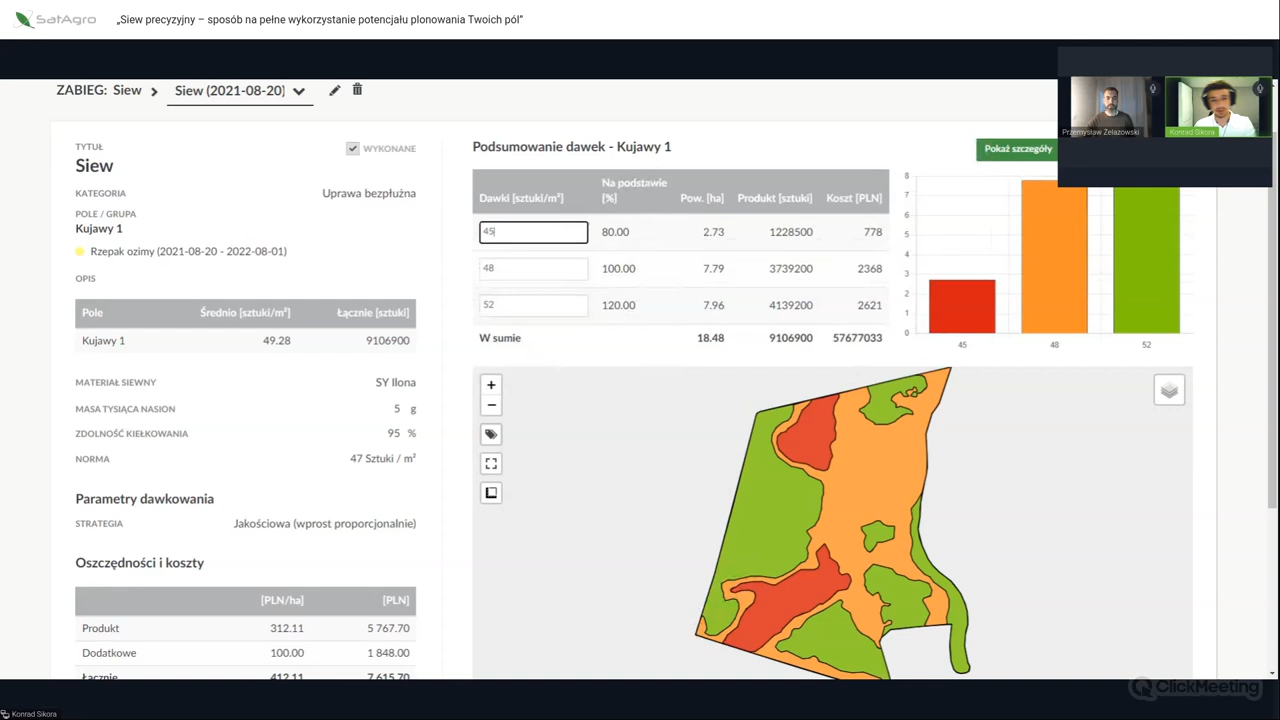 SatAgro
„Siew precyzyjny – sposób na pełne wykorzystanie potencjału plonowania Twoich pól”
ZABIEG: Siew
Siew (2021-08-20)
Przemysław Żelazowski
Konrad Sikora
TYTUŁ
Siew
WYKONANE
KATEGORIA
Uprawa bezpłużna
POLE / GRUPA
Kujawy 1
Rzepak ozimy (2021-08-20 - 2022-08-01)
OPIS
Pole Średnio [sztuki/m²] Łącznie [sztuki]
Kujawy 1 49.28 9106900
MATERIAŁ SIEWNY SY Ilona
MASA TYSIĄCA NASION 5 g
ZDOLNOŚĆ KIEŁKOWANIA 95 %
NORMA 47 Sztuki / m²
Parametry dawkowania
STRATEGIA Jakościowa (wprost proporcjonalnie)
Oszczędności i koszty
[PLN/ha] [PLN]
Produkt 312.11 5 767.70
Dodatkowe 100.00 1 848.00
Łącznie 412.11 7 615.70
Podsumowanie dawek - Kujawy 1
Pokaż szczegóły
Dawki [sztuki/m²] Na podstawie [%] Pow. [ha] Produkt [sztuki] Koszt [PLN]
45 80.00 2.73 1228500 778
48 100.00 7.79 3739200 2368
52 120.00 7.96 4139200 2621
W sumie 18.48 9106900 57677033
8
7
6
5
4
3
2
1
0
45 48 52
+
−
ClickMeeting
Konrad Sikora